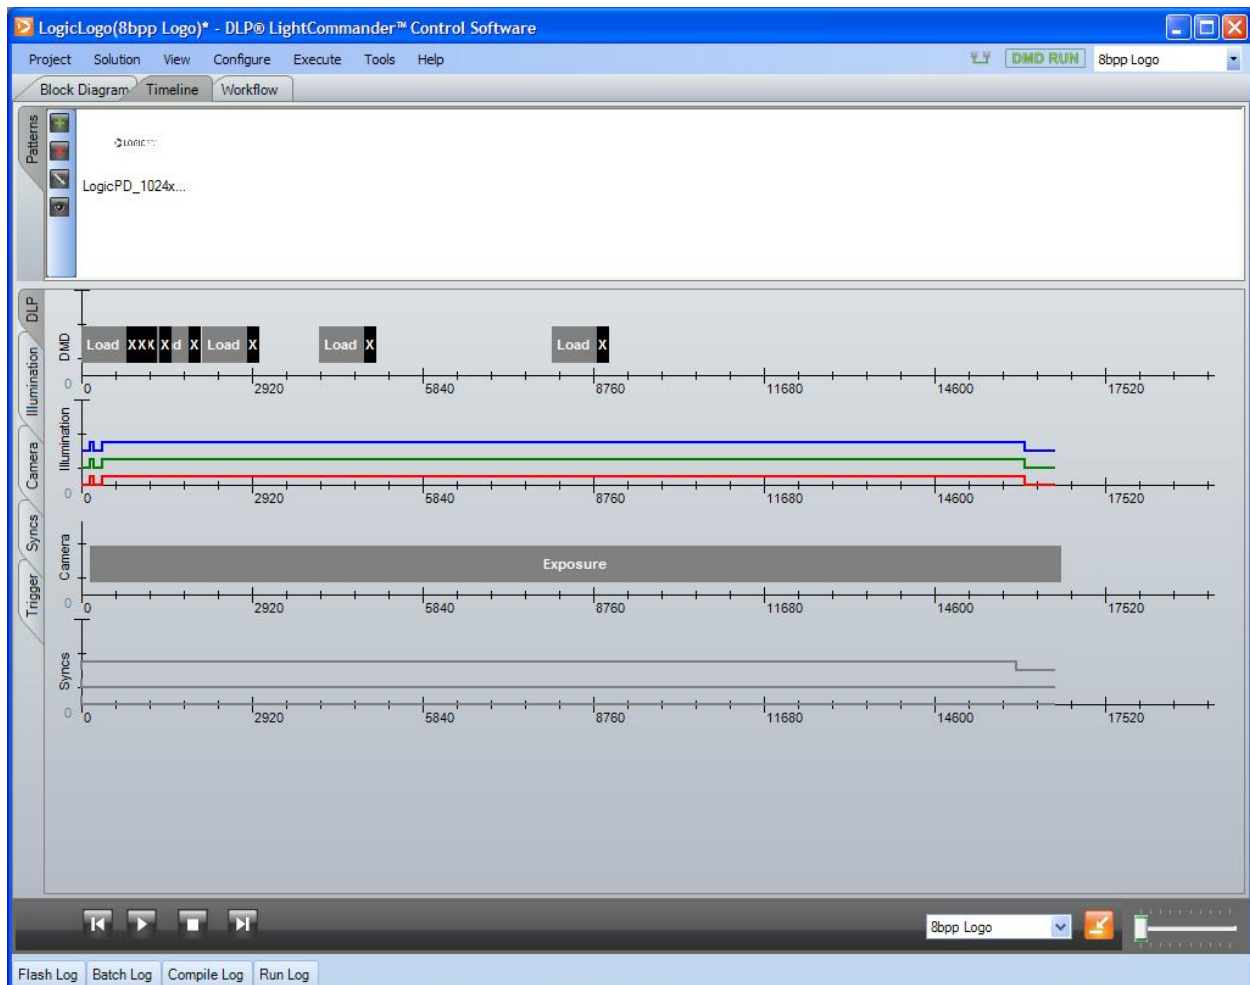 LogicLogo(8bpp Logo)* - DLP® LightCommander™ Control Software
Project Solution View Configure Execute Tools Help DMD RUN 8bpp Logo
Block Diagram Timeline Workflow
Patterns
LOGIC
LogicPD_1024x...
DLP
Illumination
Camera
Syncs
Trigger
DMD
Load XXX X d X Load X Load X Load X
0 0 2920 5840 8760 11680 14600 17520
Illumination
0 0 2920 5840 8760 11680 14600 17520
Camera
Exposure
0 0 2920 5840 8760 11680 14600 17520
Syncs
0 0 2920 5840 8760 11680 14600 17520
8bpp Logo
Flash Log Batch Log Compile Log Run Log